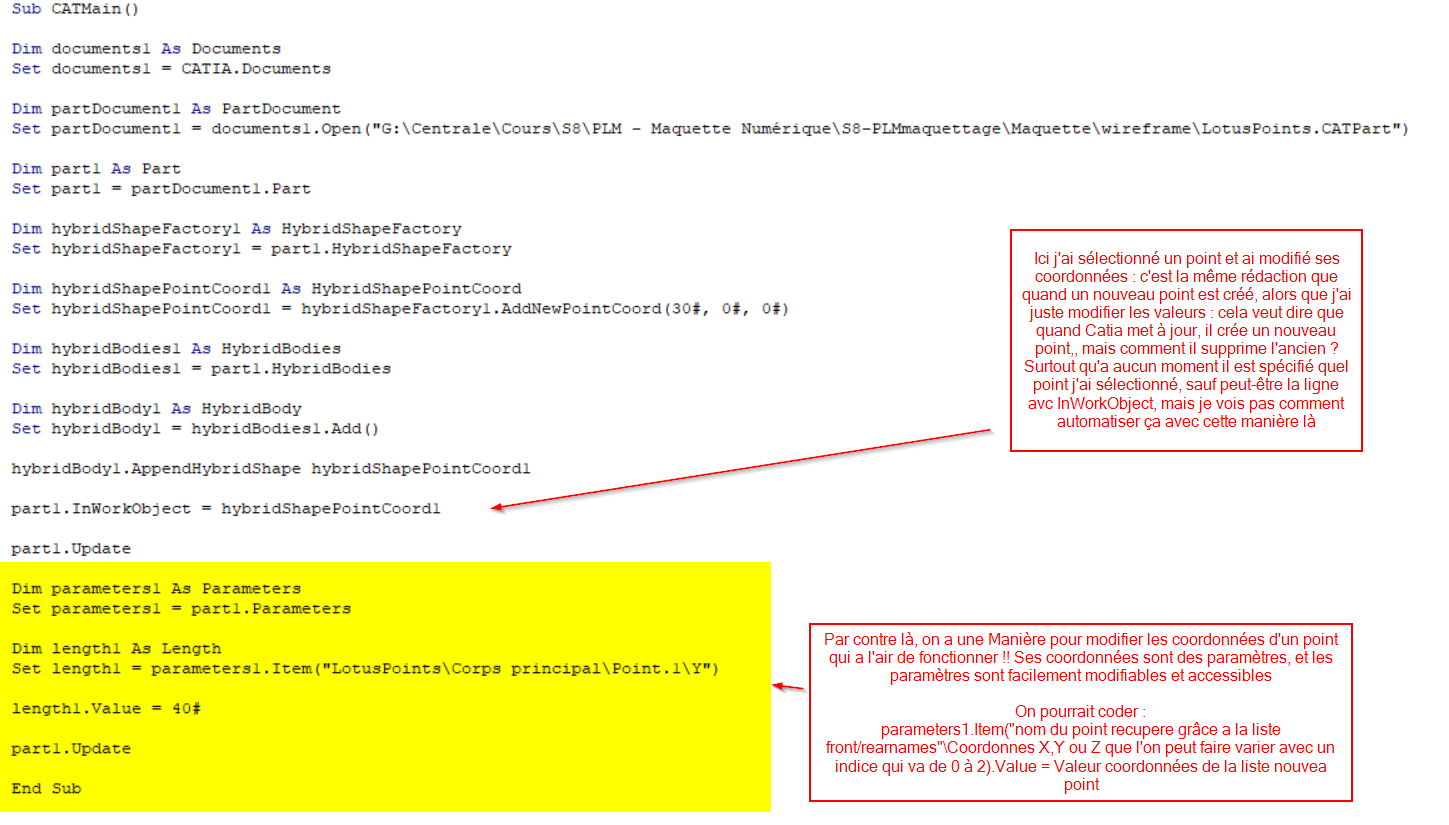 Sub CATMain()
Dim documents1 As Documents
Set documents1 = CATIA.Documents
Dim partDocument1 As PartDocument
Set partDocument1 = documents1.Open("G:\Centrale\Cours\S8\PLM - Maquette Numérique\S8-PLMmaquettage\Maquette\wireframe\LotusPoints.CATPart")
Dim part1 As Part
Set part1 = partDocument1.Part
Dim hybridShapeFactory1 As HybridShapeFactory
Set hybridShapeFactory1 = part1.HybridShapeFactory
Dim hybridShapePointCoord1 As HybridShapePointCoord
Set hybridShapePointCoord1 = hybridShapeFactory1.AddNewPointCoord(30#, 0#, 0#)
Dim hybridBodies1 As HybridBodies
Set hybridBodies1 = part1.HybridBodies
Dim hybridBody1 As HybridBody
Set hybridBody1 = hybridBodies1.Add()
hybridBody1.AppendHybridShape hybridShapePointCoord1
part1.InWorkObject = hybridShapePointCoord1
part1.Update
Dim parameters1 As Parameters
Set parameters1 = part1.Parameters
Dim length1 As Length
Set length1 = parameters1.Item("LotusPoints\Corps principal\Point.1\Y")
length1.Value = 40#
part1.Update
End Sub
Ici j'ai sélectionné un point et ai modifié ses
coordonnées : c'est la même rédaction que
quand un nouveau point est créé, alors que j'ai
juste modifier les valeurs : cela veut dire que
quand Catia met à jour, il crée un nouveau
point,, mais comment il supprime l'ancien ?
Surtout qu'a aucun moment il est spécifié quel
point j'ai sélectionné, sauf peut-être la ligne
avc InWorkObject, mais je vois pas comment
automatiser ça avec cette manière là
Par contre là, on a une Manière pour modifier les coordonnées d'un point
qui a l'air de fonctionner !! Ses coordonnées sont des paramètres, et les
paramètres sont facilement modifiables et accessibles
On pourrait coder :
parameters1.Item("nom du point recupere grâce a la liste
front/rearnames"\Coordonnes X,Y ou Z que l'on peut faire varier avec un
indice qui va de 0 à 2).Value = Valeur coordonnées de la liste nouvea
point